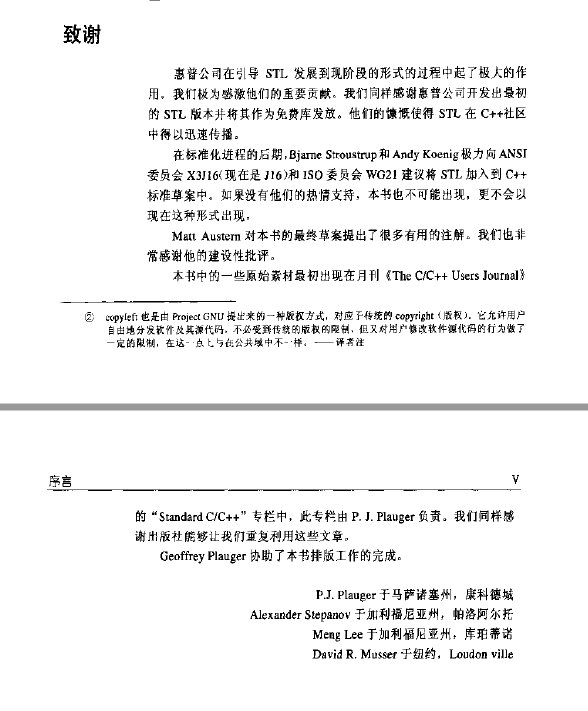 致谢
惠普公司在引导 STL 发展到现阶段的形式的过程中起了极大的作
用。我们极为感激他们的重要贡献。我们同样感谢惠普公司开发出最初
的 STL 版本并将其作为免费库发放。他们的慷慨使得 STL 在 C++社区
中得以迅速传播。
在标准化进程的后期,Bjarne Stroustrup和 Andy Koenig极力向 ANSI
委员会 X3J16(现在是 J16)和 ISO 委员会 WG21 建议将 STL 加入到 C++
标准草案中。如果没有他们的热情支持，本书也不可能出现，更不会以
现在这种形式出现。
Matt Austern 对本书的最终草案提出了很多有用的注解。我们也非
常感谢他的建设性批评。
本书中的一些原始素材最初出现在月刊《The C/C++ Users Journal》
② copyleft 也是由 Project GNU 提出来的一种版权方式，对应于传统的 copyright（版权）。它允许用户
自由地分发软件及其源代码，不必受到传统的版权的限制，但又对用户修改软件源代码的行为做了
一定的限制，在这一点上与在公共域中不一样。——译者注
序言 V
的“Standard C/C++”专栏中，此专栏由 P. J. Plauger 负责。我们同样感
谢出版社能够让我们重复利用这些文章。
Geoffrey Plauger 协助了本书排版工作的完成。
P.J. Plauger 于马萨诸塞州，康科德城
Alexander Stepanov 于加利福尼亚州，帕洛阿尔托
Meng Lee 于加利福尼亚州，库珀蒂诺
David R. Musser 于纽约，Loudon ville